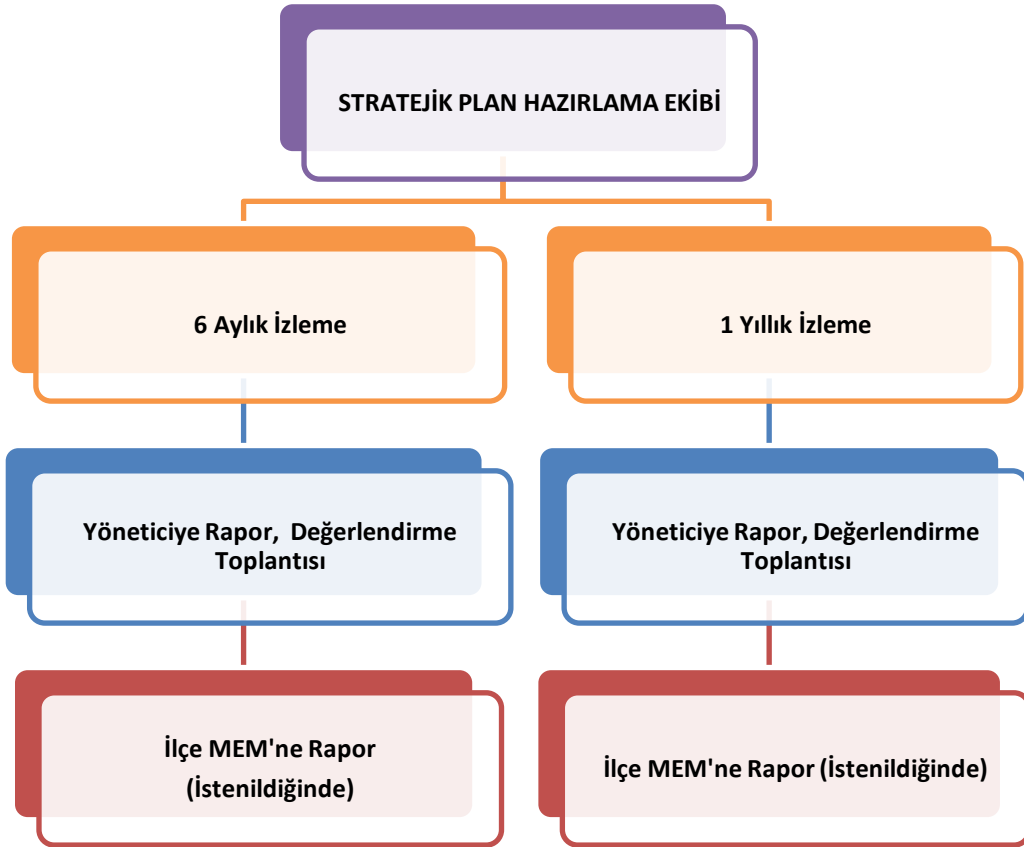 STRATEJİK PLAN HAZIRLAMA EKİBİ
6 Aylık İzleme
1 Yıllık İzleme
Yöneticiye Rapor, Değerlendirme
Toplantısı
Yöneticiye Rapor, Değerlendirme
Toplantısı
İlçe MEM'ne Rapor
(İstenildiğinde)
İlçe MEM'ne Rapor (İstenildiğinde)